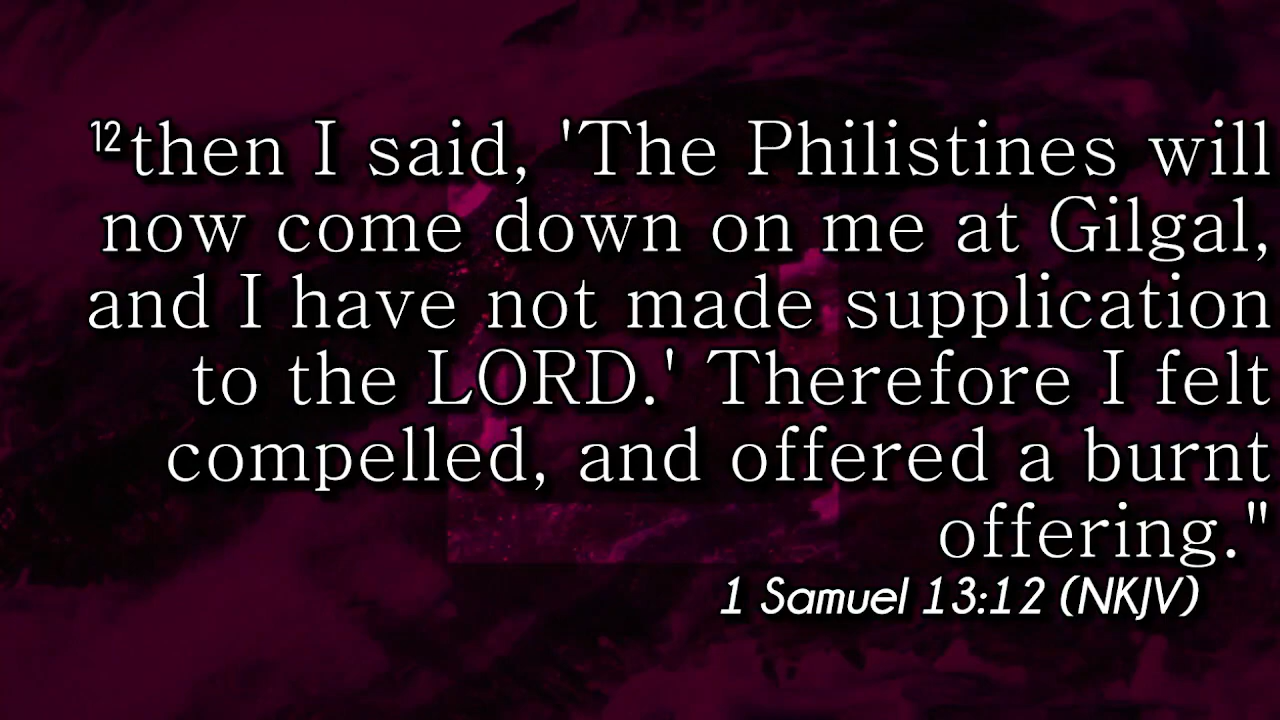 12then I said, 'The Philistines will
now come down on me at Gilgal,
and I have not made supplication
to the LORD.' Therefore I felt
compelled, and offered a burnt
offering."
1 Samuel 13:12 (NKJV)